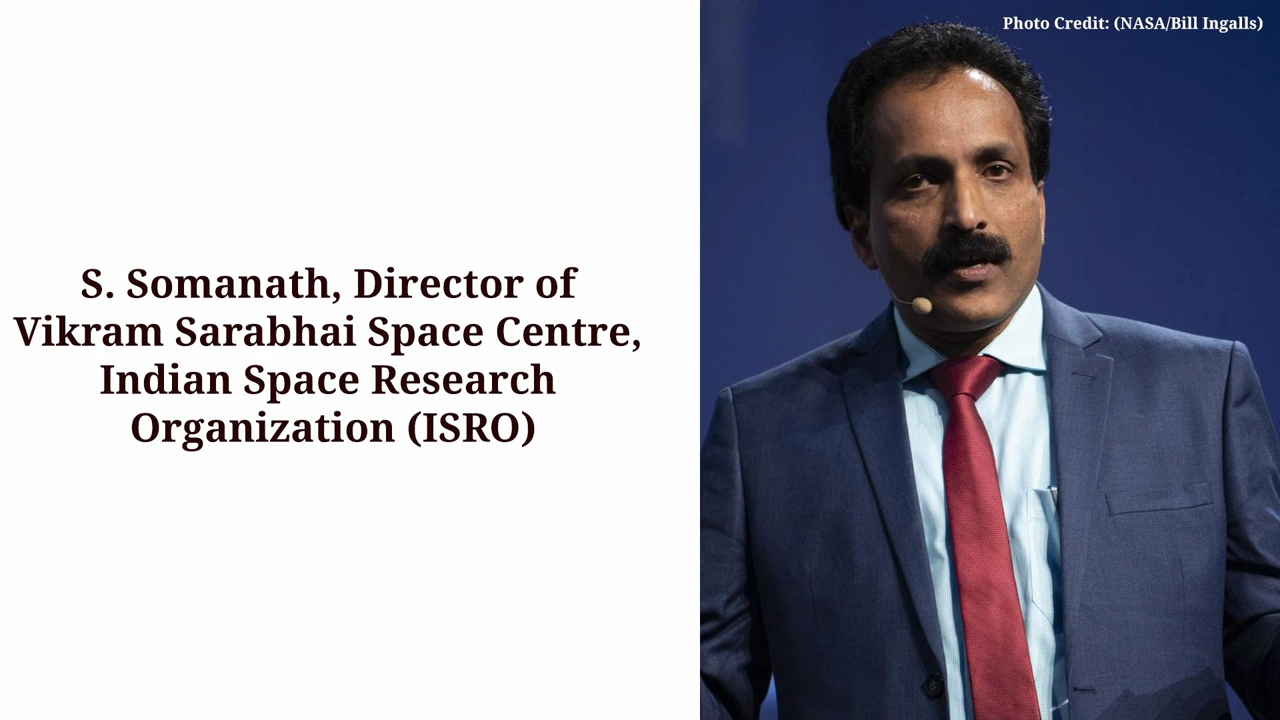 Photo Credit: (NASA/Bill Ingalls)
S. Somanath, Director of
Vikram Sarabhai Space Centre,
Indian Space Research
Organization (ISRO)